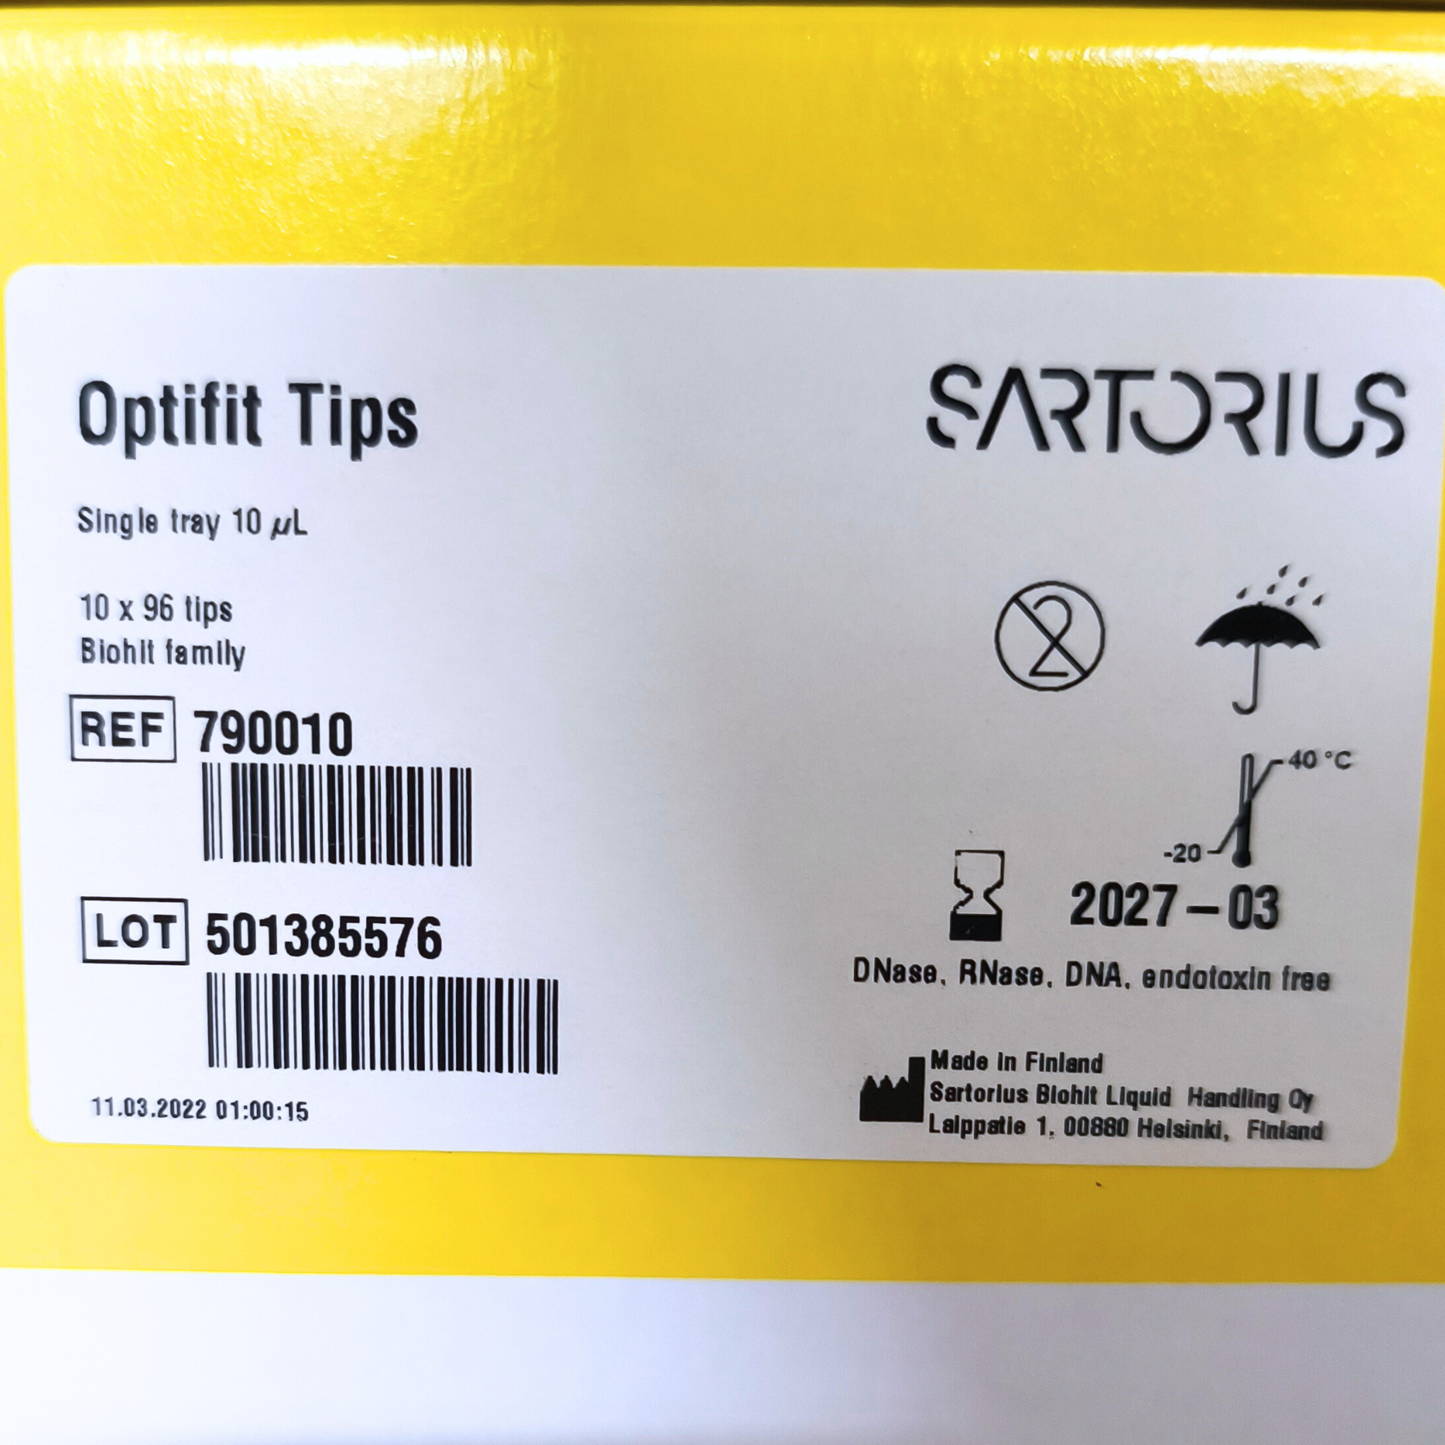 Optifit Tips
SARTORIUS
Single tray 10 µL
10 x 96 tips
Biohit family
REF 790010
LOT 501385576
11.03.2022 01:00:15
2
40 °C
-20
2027-03
DNase, RNase, DNA, endotoxin free
Made in Finland
Sartorius Biohit Liquid Handling Oy
Laippatie 1, 00880 Helsinki, Finland